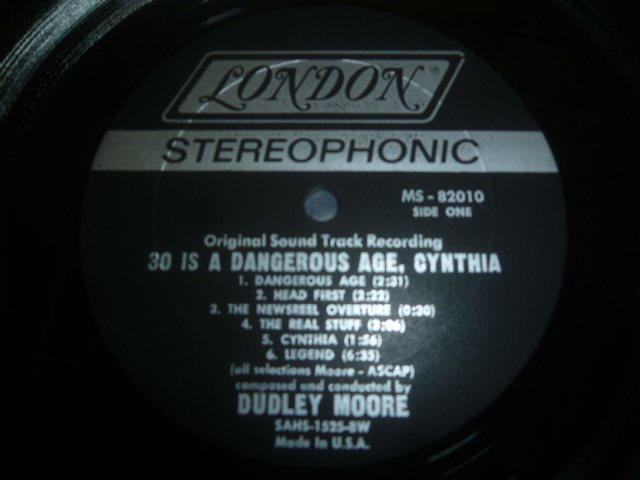 LONDON®
STEREOPHONIC
MS - 82010
SIDE ONE
Original Sound Track Recording
30 IS A DANGEROUS AGE, CYNTHIA
1. DANGEROUS AGE (2:31)
2. HEAD FIRST (2:22)
3. THE NEWSREEL OVERTURE (0:30)
4. THE REAL STUFF (3:06)
5. CYNTHIA (1:56)
6. LEGEND (6:35)
(all selections Moore - ASCAP)
composed and conducted by
DUDLEY MOORE
SAHS-1525-BW
Made In U.S.A.